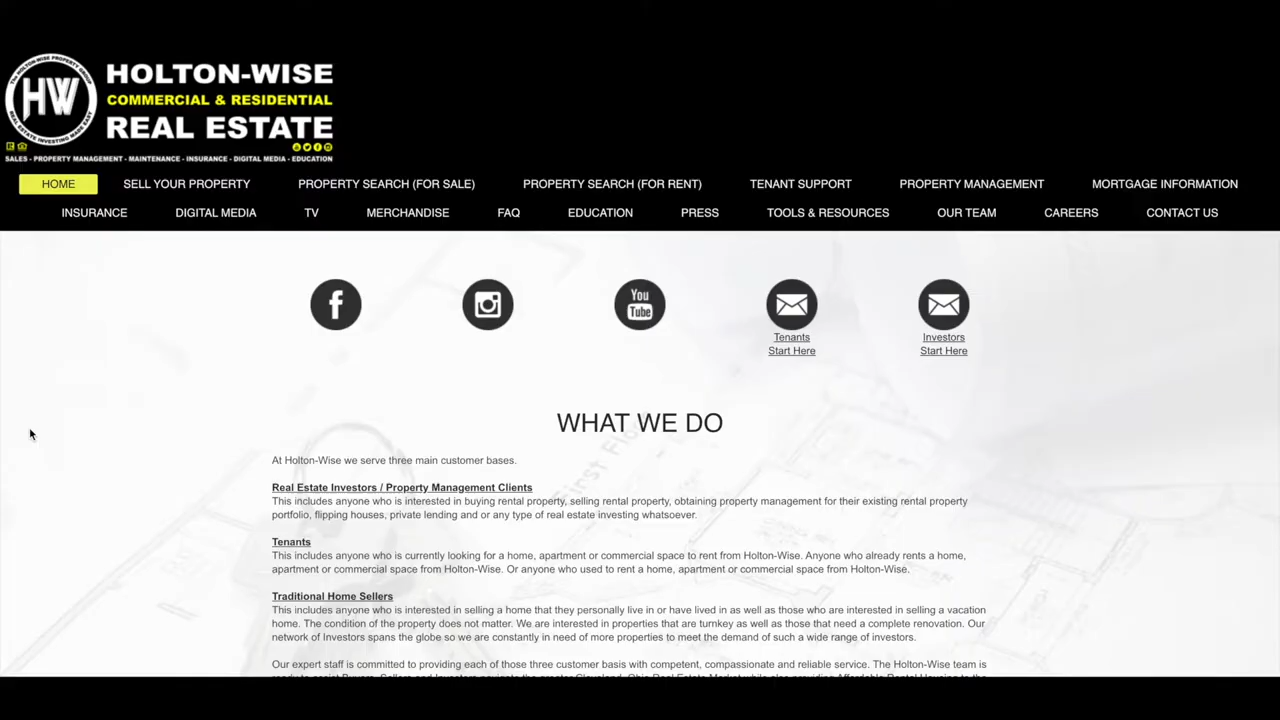 HW
HOLTON-WISE
COMMERCIAL & RESIDENTIAL
REAL ESTATE
SALES - PROPERTY MANAGEMENT - MAINTENANCE - INSURANCE - DIGITAL MEDIA - EDUCATION
HOME SELL YOUR PROPERTY PROPERTY SEARCH (FOR SALE) PROPERTY SEARCH (FOR RENT) TENANT SUPPORT PROPERTY MANAGEMENT MORTGAGE INFORMATION
INSURANCE DIGITAL MEDIA TV MERCHANDISE FAQ EDUCATION PRESS TOOLS & RESOURCES OUR TEAM CAREERS CONTACT US
You
Tube
Tenants
Start Here
Investors
Start Here
WHAT WE DO
At Holton-Wise we serve three main customer bases.
Real Estate Investors / Property Management Clients
This includes anyone who is interested in buying rental property, selling rental property, obtaining property management for their existing rental property
portfolio, flipping houses, private lending and or any type of real estate investing whatsoever.
Tenants
This includes anyone who is currently looking for a home, apartment or commercial space to rent from Holton-Wise. Anyone who already rents a home,
apartment or commercial space from Holton-Wise. Or anyone who used to rent a home, apartment or commercial space from Holton-Wise.
Traditional Home Sellers
This includes anyone who is interested in selling a home that they personally live in or have lived in as well as those who are interested in selling a vacation
home. The condition of the property does not matter. We are interested in properties that are turnkey as well as those that need a complete renovation. Our
network of Investors spans the globe so we are constantly in need of more properties to meet the demand of such a wide range of investors.
Our expert staff is committed to providing each of those three customer basis with competent, compassionate and reliable service. The Holton-Wise team is